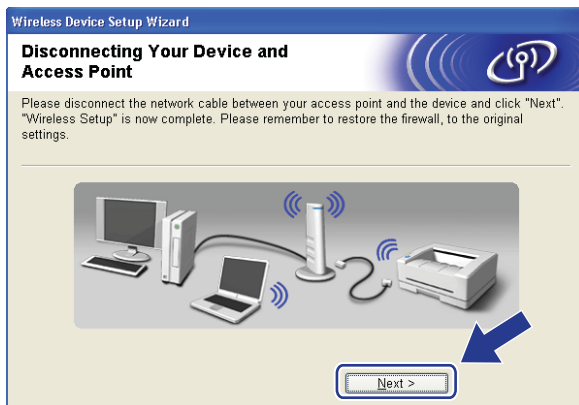 Wireless Device Setup Wizard
Disconnecting Your Device and
Access Point
Please disconnect the network cable between your access point and the device and click "Next".
"Wireless Setup" is now complete. Please remember to restore the firewall, to the original
settings.
Next >